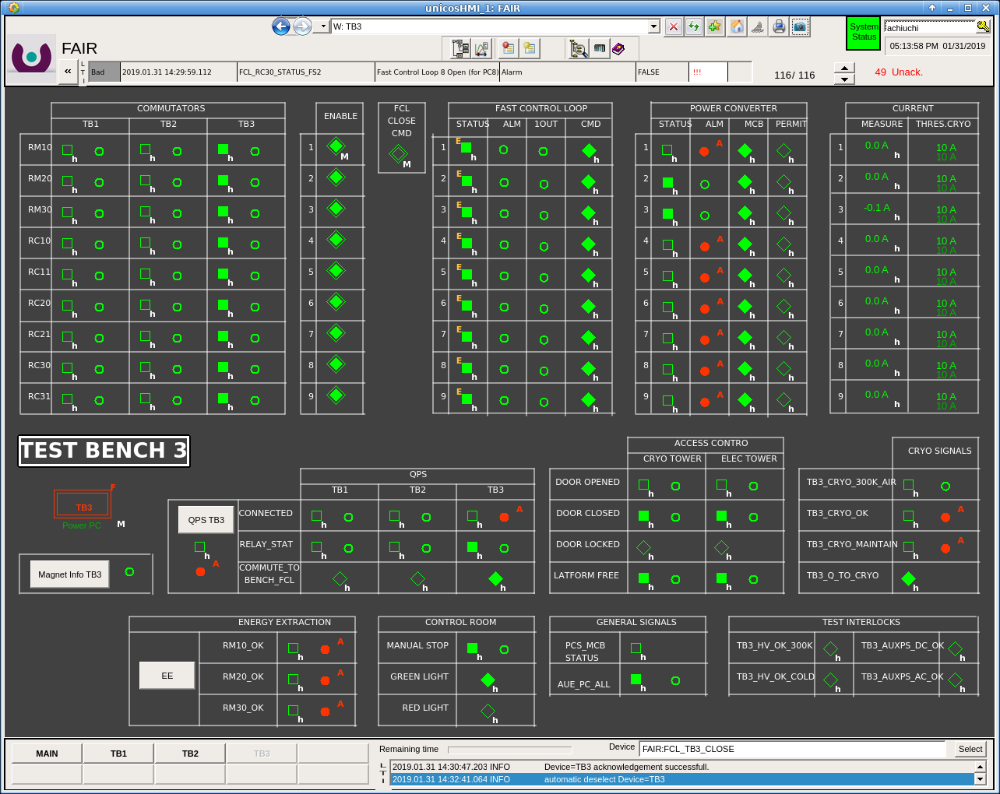 unicosHMI_1: FAIR
W: TB3
System Status
achiuchi
FAIR
05:13:58 PM 01/31/2019
L T I
Bad 2019.01.31 14:29:59.112 FCL_RC30_STATUS_FS2 Fast Control Loop 8 Open (for PC8) Alarm FALSE !!!
116/ 116
49 Unack.
COMMUTATORS
TB1 TB2 TB3
RM10 h h h
RM20 h h h
RM30 h h h
RC10 h h h
RC11 h h h
RC20 h h h
RC21 h h h
RC30 h h h
RC31 h h h
ENABLE
1 M
2
3
4
5
6
7
8
9
FCL
CLOSE
CMD
M
FAST CONTROL LOOP
STATUS ALM 1OUT CMD
1 E h h
2 E h h
3 E h h
4 E h h
5 E h h
6 E h h
7 E h h
8 E h h
9 E h h
POWER CONVERTER
STATUS ALM MCB PERMIT
1 h A h h
2 h h h
3 h h h
4 h A h h
5 h A h h
6 h A h h
7 h A h h
8 h A h h
9 h A h h
CURRENT
MEASURE THRES.CRYO
1 0.0 A h 10 A 10 A
2 0.0 A h 10 A 10 A
3 -0.1 A h 10 A 10 A
4 0.0 A h 10 A 10 A
5 0.0 A h 10 A 10 A
6 0.0 A h 10 A 10 A
7 0.0 A h 10 A 10 A
8 0.0 A h 10 A 10 A
9 0.0 A h 10 A 10 A
TEST BENCH 3
F
TB3
Power PC M
Magnet Info TB3
QPS
TB1 TB2 TB3
QPS TB3
h
A
CONNECTED h h h A
RELAY_STAT h h h
COMMUTE_TO
BENCH_FCL h h h
ACCESS CONTRO
CRYO TOWER ELEC TOWER
DOOR OPENED h h
DOOR CLOSED h h
DOOR LOCKED h h
LATFORM FREE h h
CRYO SIGNALS
TB3_CRYO_300K_AIR h
TB3_CRYO_OK h A
TB3_CRYO_MAINTAIN h A
TB3_Q_TO_CRYO h
ENERGY EXTRACTION
EE
RM10_OK h A
RM20_OK h A
RM30_OK h A
CONTROL ROOM
MANUAL STOP h
GREEN LIGHT h
RED LIGHT h
GENERAL SIGNALS
PCS_MCB
STATUS h
AUE_PC_ALL h
TEST INTERLOCKS
TB3_HV_OK_300K h TB3_AUXPS_DC_OK h
TB3_HV_OK_COLD h TB3_AUXPS_AC_OK h
MAIN TB1 TB2 TB3
Remaining time
Device FAIR:FCL_TB3_CLOSE Select
L T I
2019.01.31 14:30:47.203 INFO Device=TB3 acknowledgement successfull.
2019.01.31 14:32:41.064 INFO automatic deselect Device=TB3